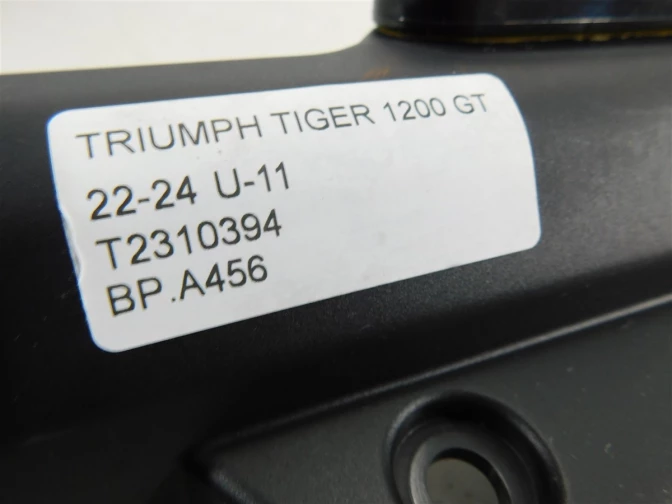 TRIUMPH TIGER 1200 GT
22-24 U-11
T2310394
BP.A456